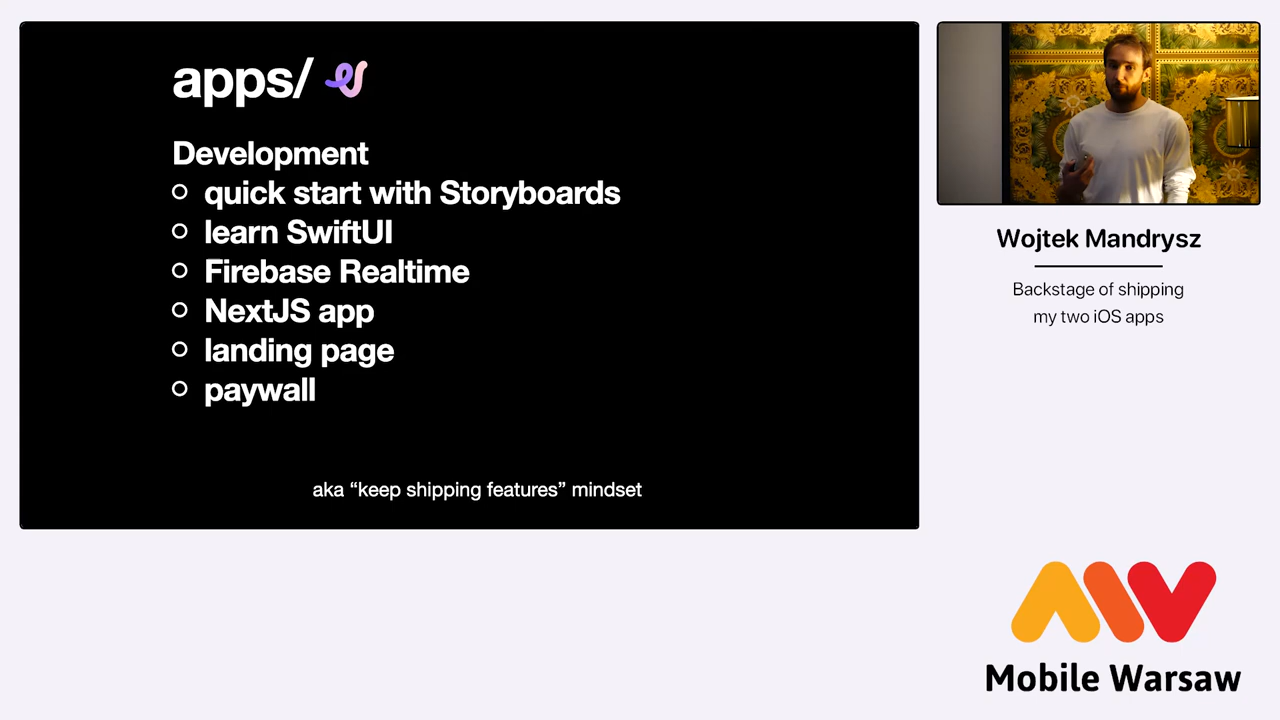 apps/
Development
quick start with Storyboards
learn SwiftUI
Firebase Realtime
NextJS app
landing page
paywall
aka “keep shipping features” mindset
Wojtek Mandrysz
Backstage of shipping
my two iOS apps
Mobile Warsaw